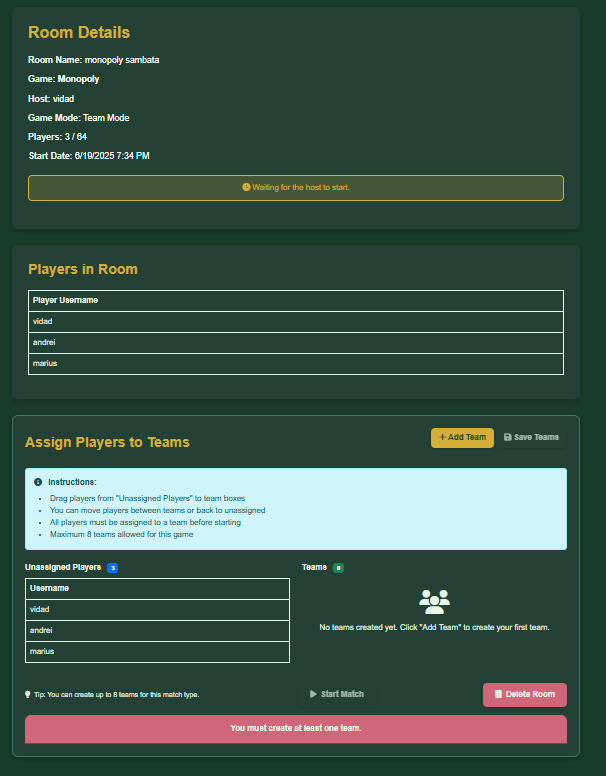 Room Details
Room Name: monopoly sambata
Game: Monopoly
Host: vidad
Game Mode: Team Mode
Players: 3 / 64
Start Date: 6/19/2025 7:34 PM
Waiting for the host to start.
Players in Room
Player Username
vidad
andrei
marius
Assign Players to Teams
+ Add Team
Save Teams
Instructions:
• Drag players from "Unassigned Players" to team boxes
• You can move players between teams or back to unassigned
• All players must be assigned to a team before starting
• Maximum 8 teams allowed for this game
Unassigned Players 3
Username
vidad
andrei
marius
Teams 0
No teams created yet. Click "Add Team" to create your first team.
Tip: You can create up to 8 teams for this match type.
Start Match
Delete Room
You must create at least one team.